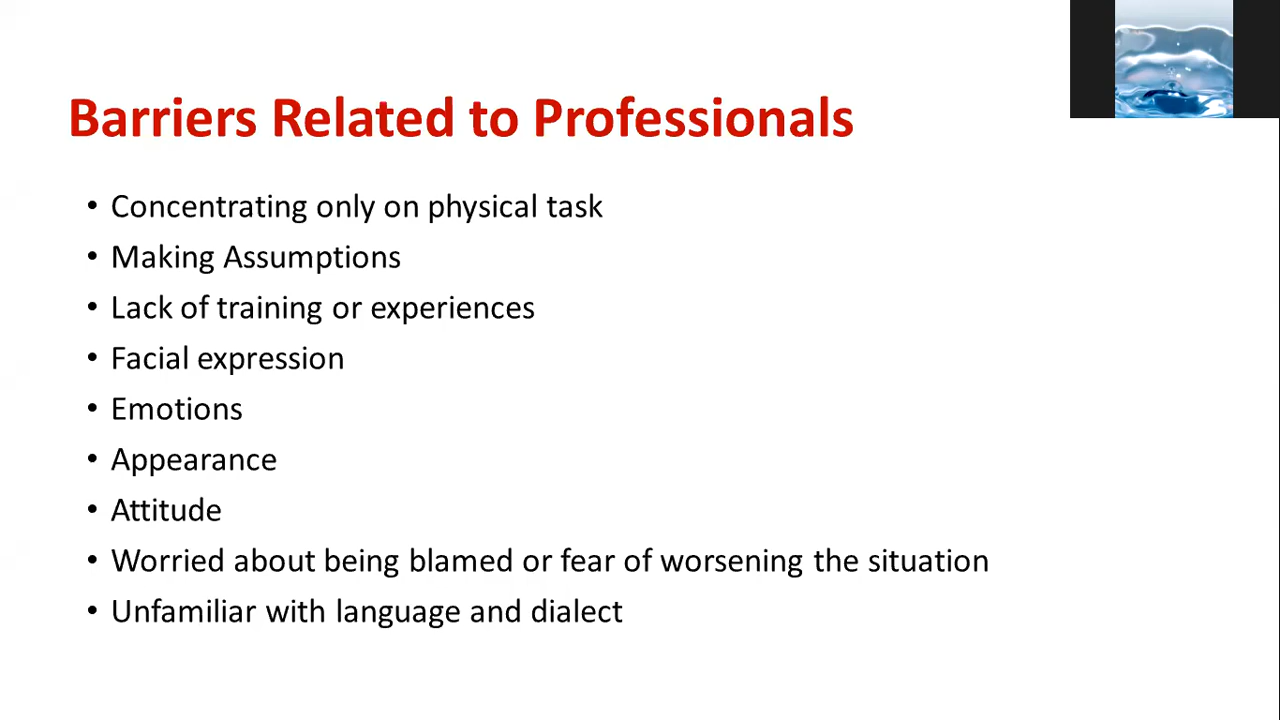 Barriers Related to Professionals
• Concentrating only on physical task
• Making Assumptions
• Lack of training or experiences
• Facial expression
• Emotions
• Appearance
• Attitude
• Worried about being blamed or fear of worsening the situation
• Unfamiliar with language and dialect